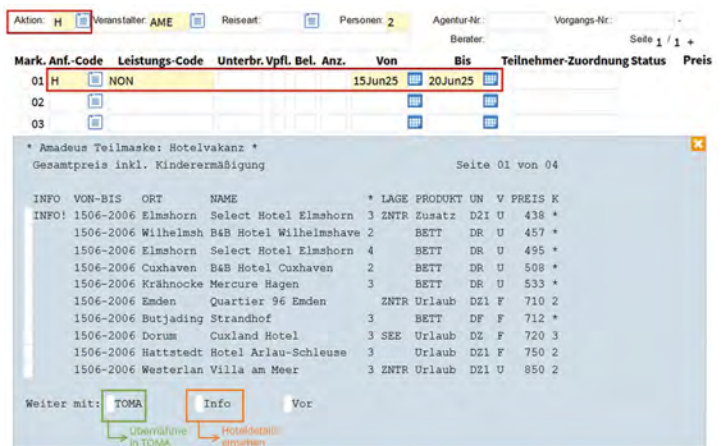 Aktion: H Veranstalter: AME Reiseart: Personen: 2 Agentur-Nr.: Vorgangs-Nr.: -
Berater: Seite 1 / 1 +
Mark. Anf.-Code Leistungs-Code Unterbr. Vpfl. Bel. Anz. Von Bis Teilnehmer-Zuordnung Status Preis
01 H NON 15Jun25 20Jun25
02
03
* Amadeus Teilmaske: Hotelvakanz *
Gesamtpreis inkl. Kinderermäßigung Seite 01 von 04
INFO VON-BIS ORT NAME * LAGE PRODUKT UN V PREIS K
INFO! 1506-2006 Elmshorn Select Hotel Elmshorn 3 ZNTR Zusatz D2I U 438 *
1506-2006 Wilhelmsh B&B Hotel Wilhelmshave 2 BETT DR U 457 *
1506-2006 Elmshorn Select Hotel Elmshorn 4 BETT DR U 495 *
1506-2006 Cuxhaven B&B Hotel Cuxhaven 2 BETT DR U 508 *
1506-2006 Krähnocke Mercure Hagen 3 BETT DR U 533 *
1506-2006 Emden Quartier 96 Emden ZNTR Urlaub DZ1 F 710 2
1506-2006 Butjading Strandhof 3 BETT DF F 712 *
1506-2006 Dorum Cuxland Hotel 3 SEE Urlaub DZ F 720 3
1506-2006 Hattstedt Hotel Arlau-Schleuse 3 Urlaub DZ1 F 750 2
1506-2006 Westerlan Villa am Meer 3 ZNTR Urlaub DZ1 U 850 2
Weiter mit: TOMA Info Vor
Übernahme Hoteldetails
in TOMA einsehen